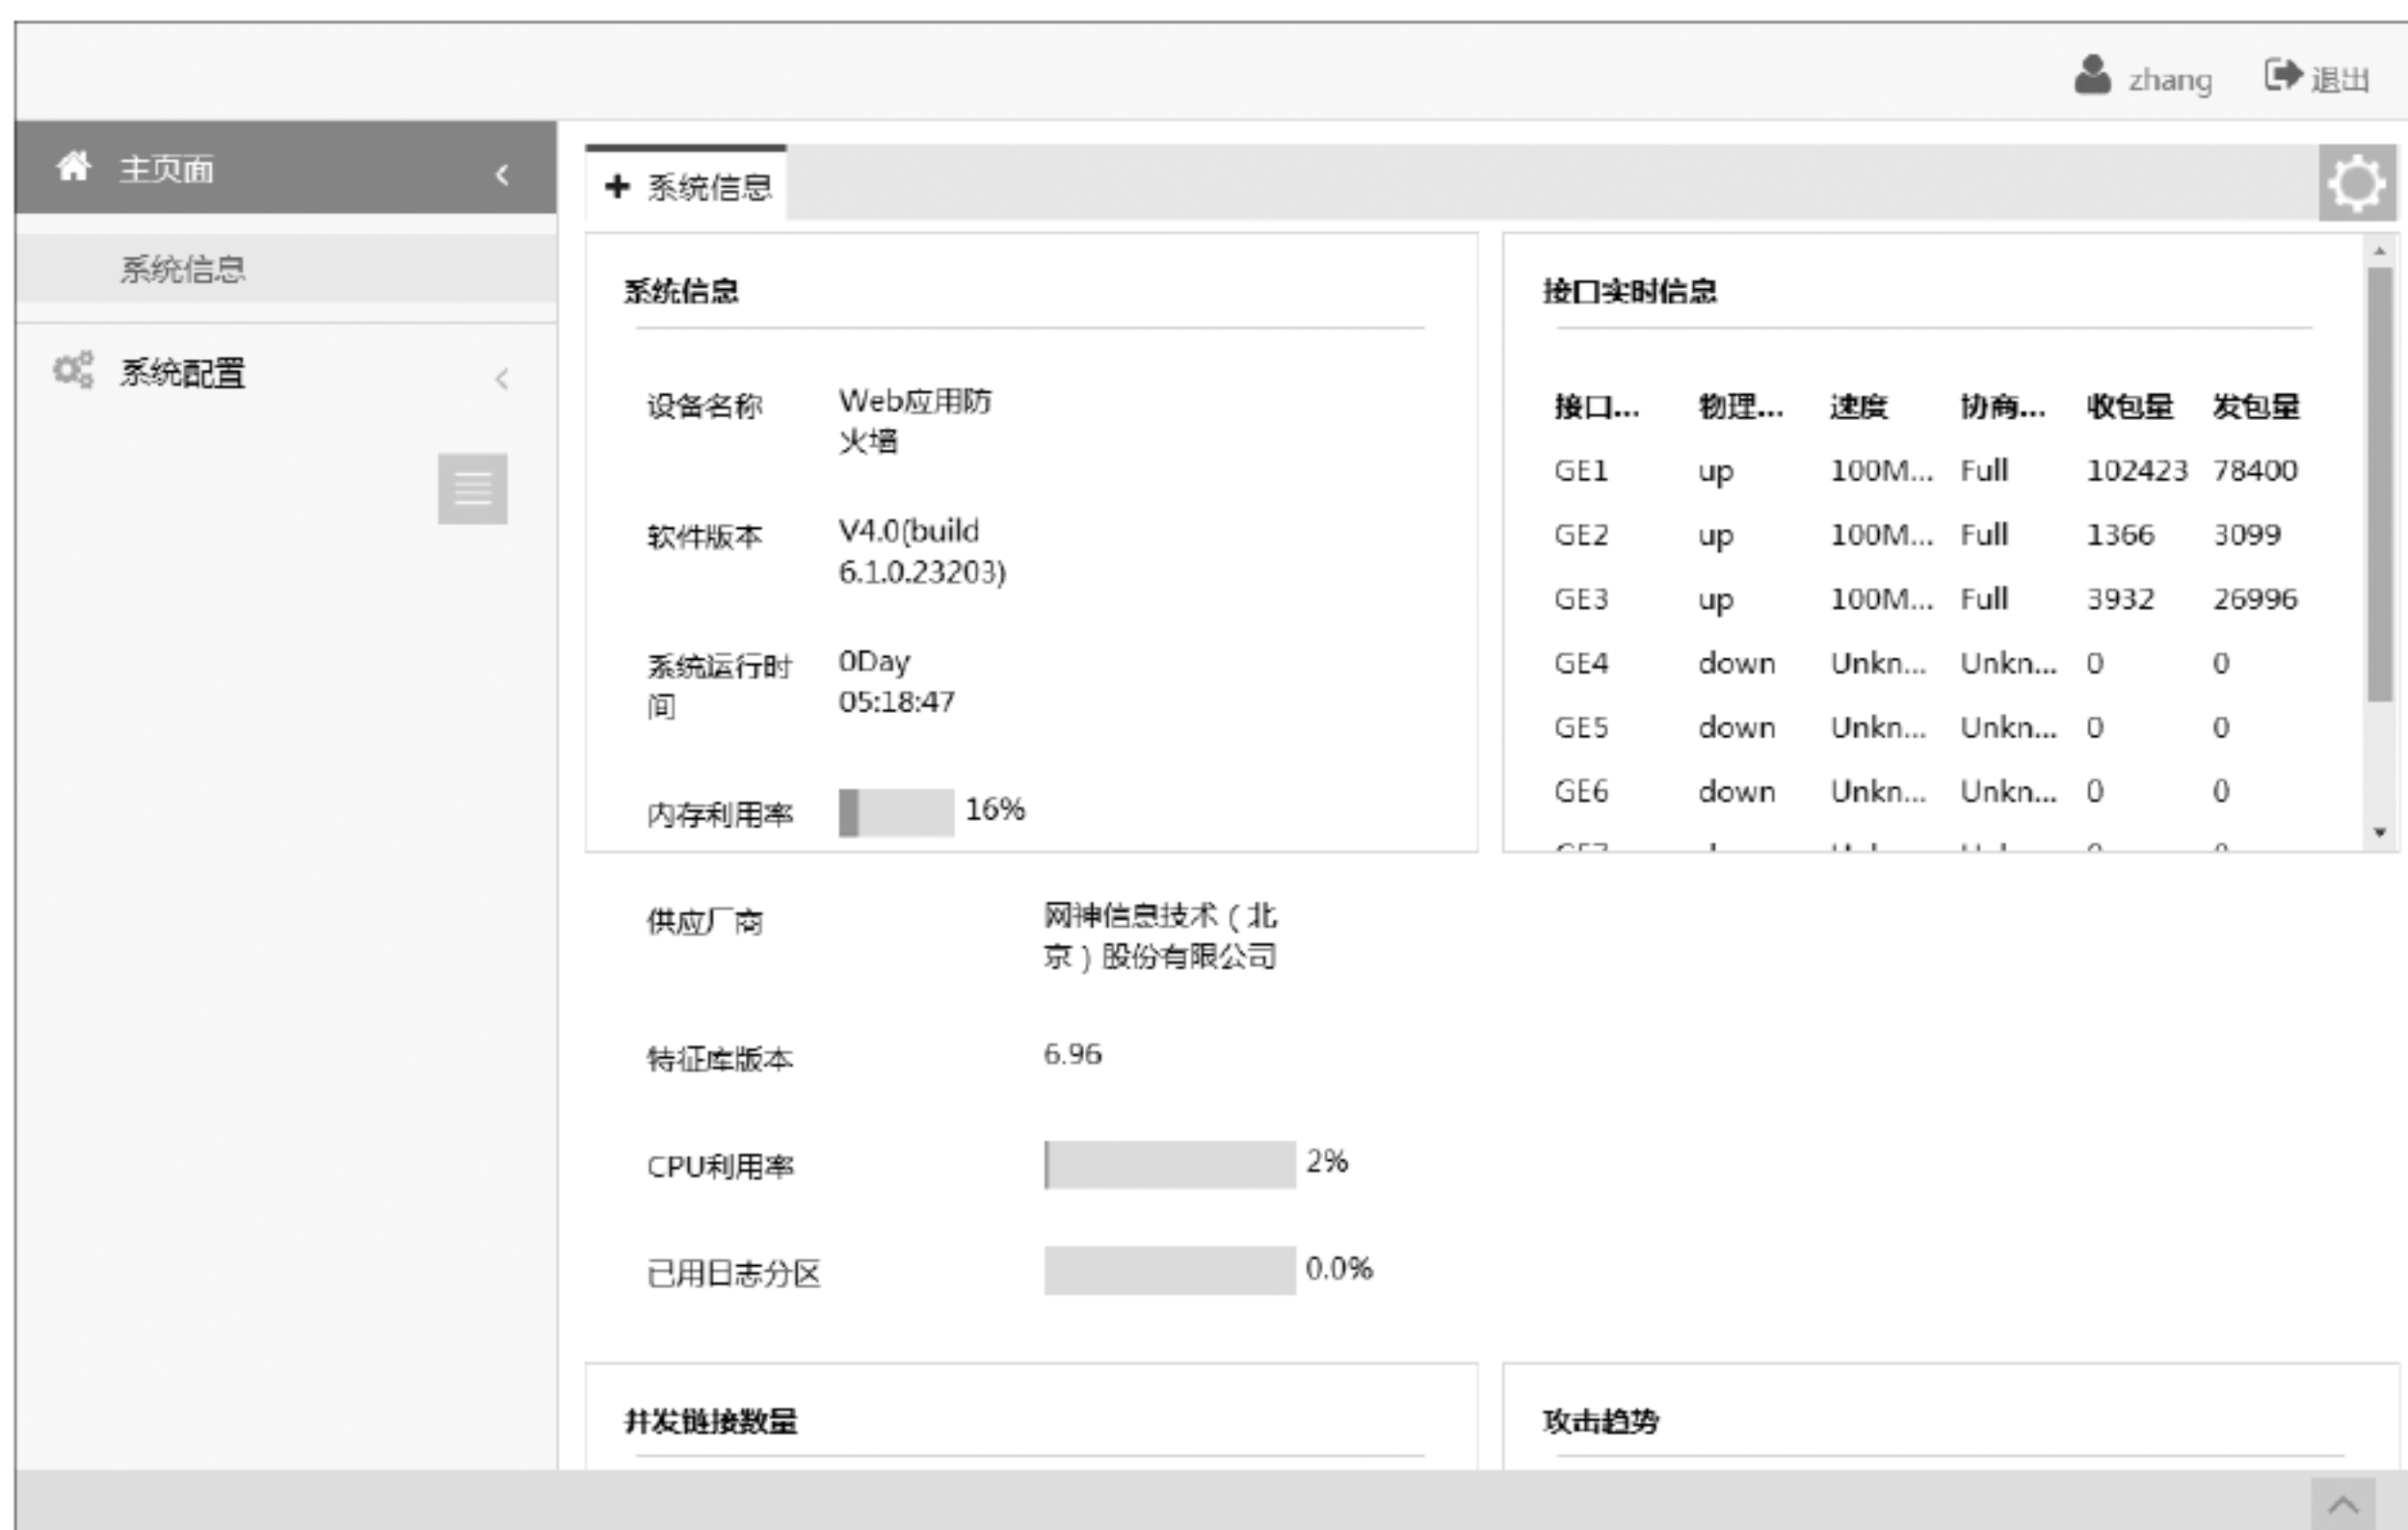 zhang 退出
主页面
系统信息
系统配置
系统信息
系统信息
设备名称 Web应用防
火墙
软件版本 V4.0(build
6.1.0.23203)
系统运行时 0Day
间 05:18:47
内存利用率 16%
接口实时信息
接口... 物理... 速度 协商... 收包量 发包量
GE1 up 100M... Full 102423 78400
GE2 up 100M... Full 1366 3099
GE3 up 100M... Full 3932 26996
GE4 down Unkn... Unkn... 0 0
GE5 down Unkn... Unkn... 0 0
GE6 down Unkn... Unkn... 0 0
供应厂商 网神信息技术（北
京）股份有限公司
特征库版本 6.96
CPU利用率 2%
已用日志分区 0.0%
并发链接数量
攻击趋势